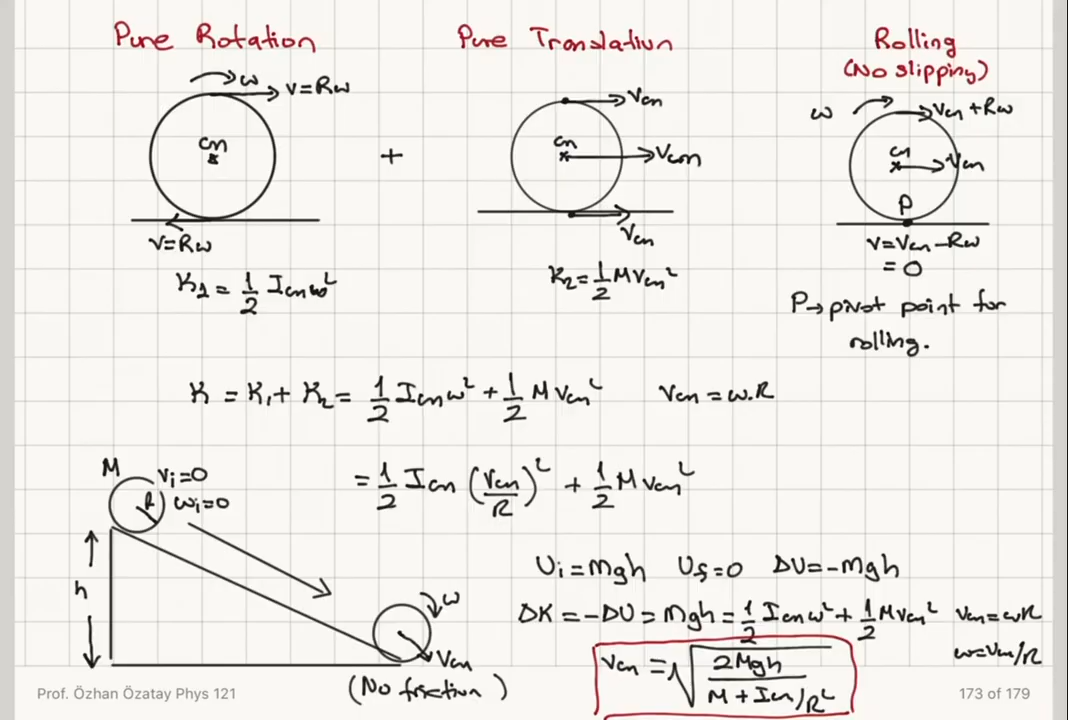 Pure Rotation
Pure Translation
Rolling
(No slipping)
ω
v=Rω
cm
v=Rω
K₁ = 1/2 Icm ω²
+
Vcm
cm
Vcm
Vcm
K₂ = 1/2 M Vcm²
ω
Vcm + Rω
cm
Vcm
P
v = Vcm - Rω
= 0
P → pivot point for
rolling.
K = K₁ + K₂ = 1/2 Icm ω² + 1/2 M Vcm²
Vcm = ω.R
= 1/2 Icm (Vcm/R)² + 1/2 M Vcm²
M
vi=0
R
ωi=0
h
ω
Vcm
(No friction)
Ui = Mgh Uf = 0 ΔU = -Mgh
ΔK = -ΔU = Mgh = 1/2 Icm ω² + 1/2 M Vcm² Vcm = ωR
ω = Vcm/R
Vcm = √(2Mgh / (M + Icm/R²))
Prof. Özhan Özatay Phys 121
173 of 179